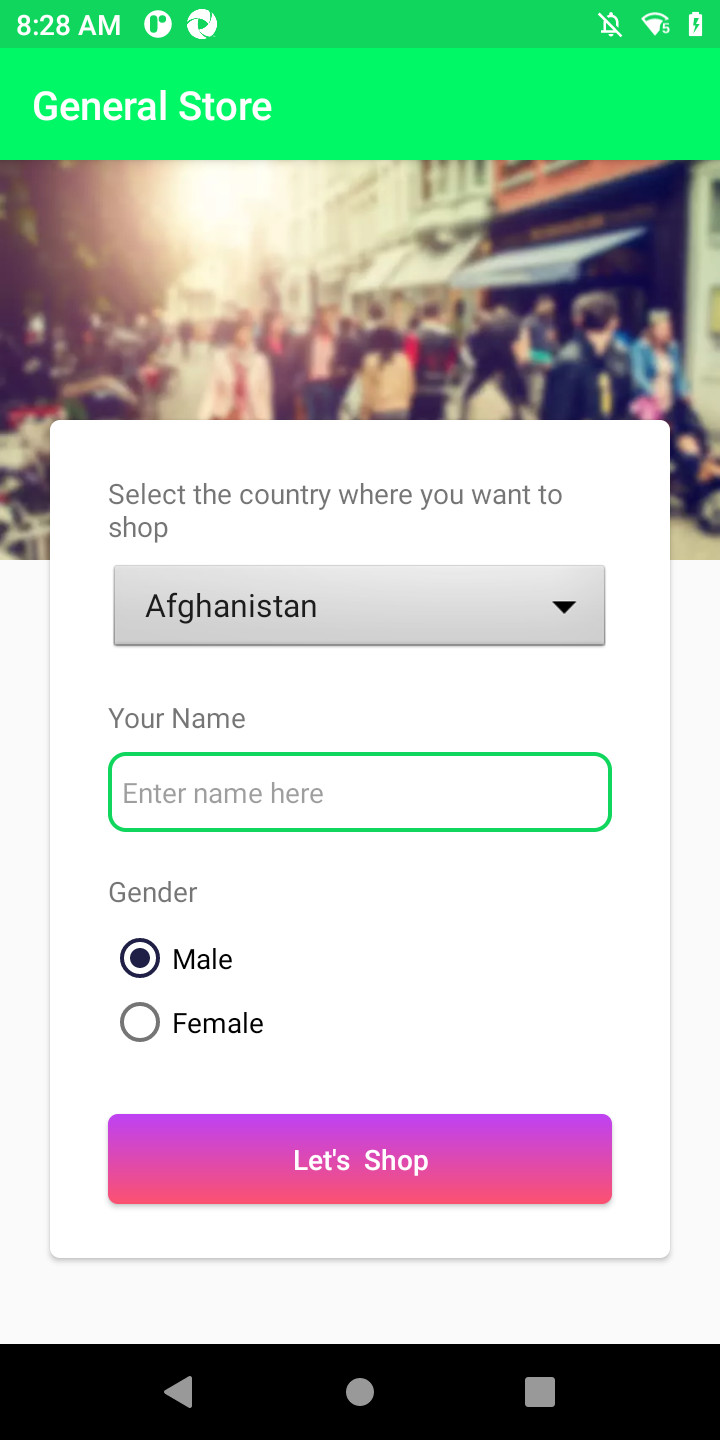 8:28 AM
5
General Store
Select the country where you want to
shop
Afghanistan
Your Name
Enter name here
Gender
Male
Female
Let's  Shop